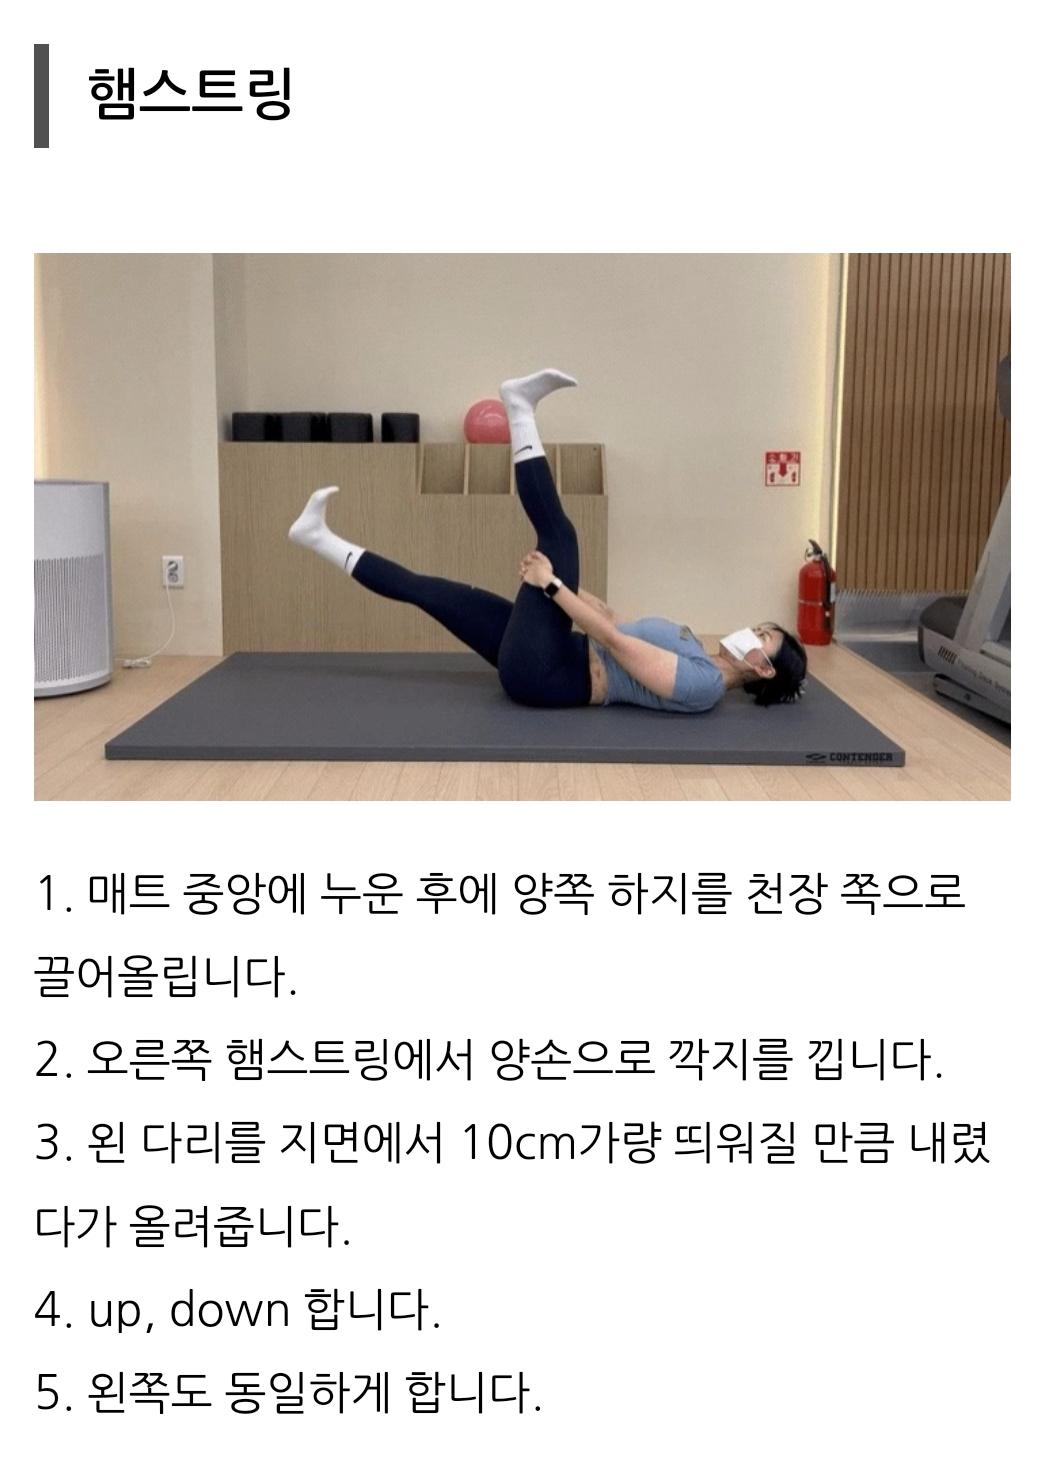 햄스트링
소화기
CONTENDER
1. 매트 중앙에 누운 후에 양쪽 하지를 천장 쪽으로
끌어올립니다.
2. 오른쪽 햄스트링에서 양손으로 깍지를 낍니다.
3. 왼 다리를 지면에서 10cm가량 띄워질 만큼 내렸
다가 올려줍니다.
4. up, down 합니다.
5. 왼쪽도 동일하게 합니다.